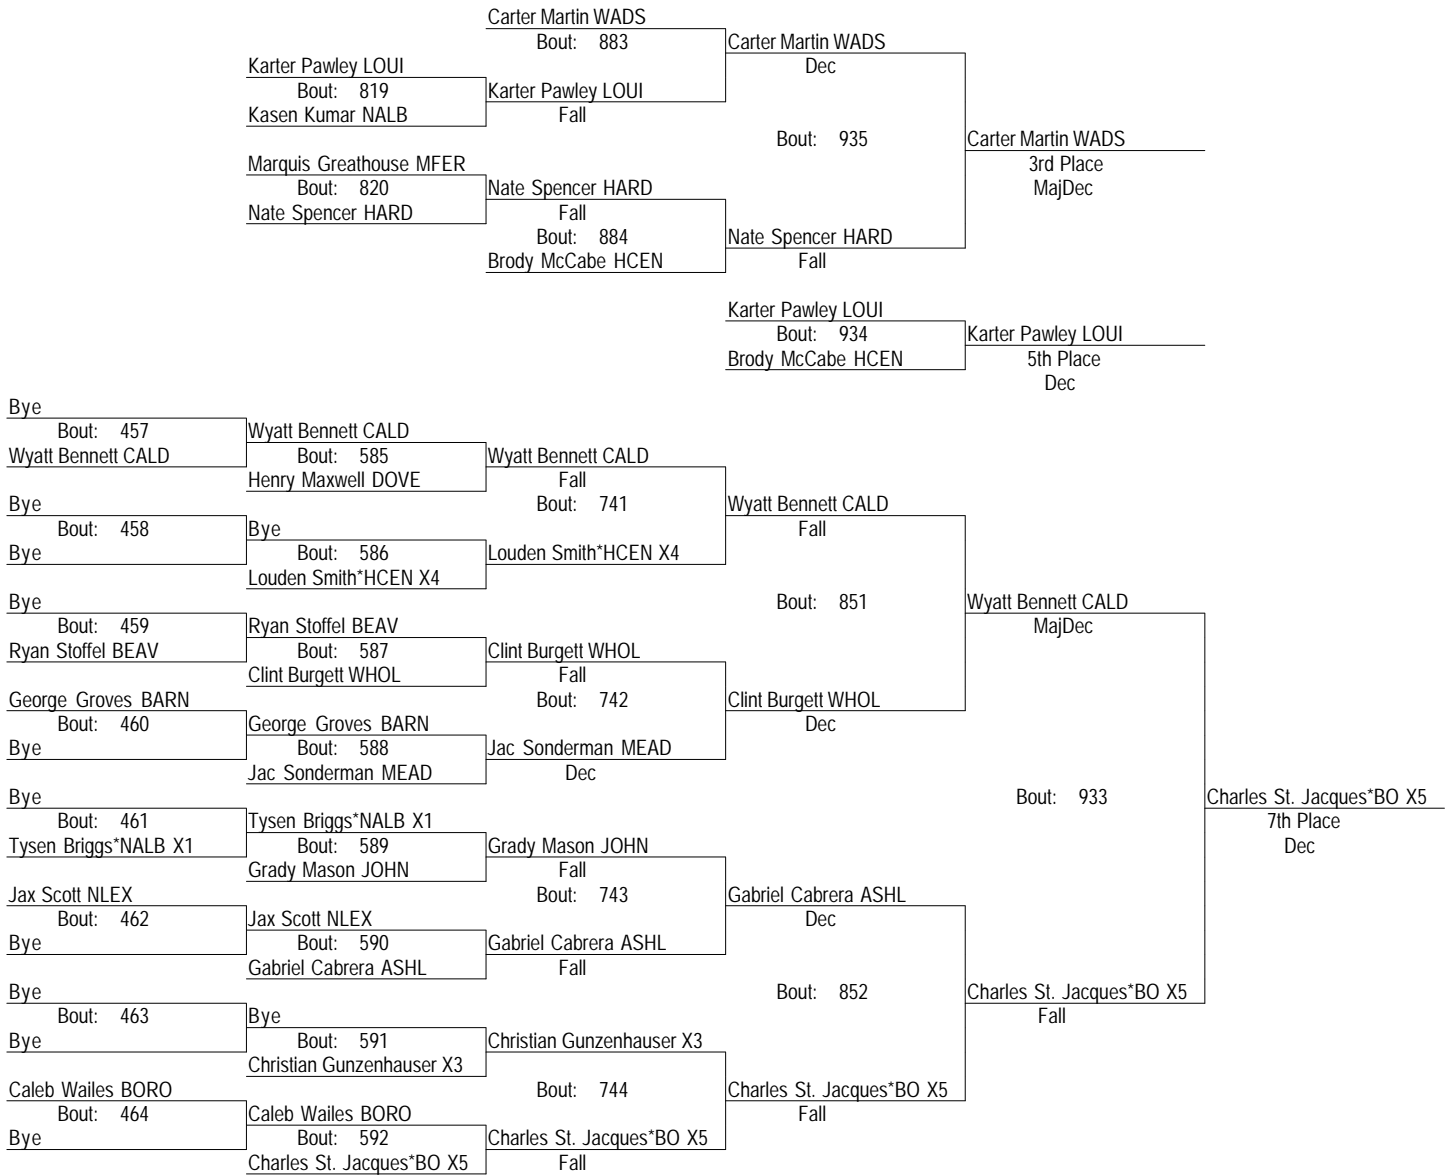 Carter Martin WADS
Bout: 883
Carter Martin WADS
Dec
Karter Pawley LOUI
Bout: 819
Karter Pawley LOUI
Fall
Kasen Kumar NALB
Bout: 935
Carter Martin WADS
3rd Place
MajDec
Marquis Greathouse MFER
Bout: 820
Nate Spencer HARD
Fall
Nate Spencer HARD
Bout: 884
Nate Spencer HARD
Fall
Brody McCabe HCEN
Karter Pawley LOUI
Bout: 934
Karter Pawley LOUI
5th Place
Dec
Brody McCabe HCEN
Bye
Bout: 457
Wyatt Bennett CALD
Wyatt Bennett CALD
Bout: 585
Wyatt Bennett CALD
Fall
Henry Maxwell DOVE
Bye
Bout: 741
Wyatt Bennett CALD
Fall
Bout: 458
Bye
Bye
Bout: 586
Louden Smith*HCEN X4
Louden Smith*HCEN X4
Bye
Bout: 851
Wyatt Bennett CALD
MajDec
Bout: 459
Ryan Stoffel BEAV
Ryan Stoffel BEAV
Bout: 587
Clint Burgett WHOL
Fall
Clint Burgett WHOL
George Groves BARN
Bout: 742
Clint Burgett WHOL
Dec
Bout: 460
George Groves BARN
Bye
Bout: 588
Jac Sonderman MEAD
Dec
Jac Sonderman MEAD
Bye
Bout: 933
Charles St. Jacques*BO X5
7th Place
Dec
Bout: 461
Tysen Briggs*NALB X1
Tysen Briggs*NALB X1
Bout: 589
Grady Mason JOHN
Fall
Grady Mason JOHN
Jax Scott NLEX
Bout: 743
Gabriel Cabrera ASHL
Dec
Bout: 462
Jax Scott NLEX
Bye
Bout: 590
Gabriel Cabrera ASHL
Fall
Gabriel Cabrera ASHL
Bye
Bout: 852
Charles St. Jacques*BO X5
Fall
Bout: 463
Bye
Bye
Bout: 591
Christian Gunzenhauser X3
Christian Gunzenhauser X3
Caleb Wailes BORO
Bout: 744
Charles St. Jacques*BO X5
Fall
Bout: 464
Caleb Wailes BORO
Bye
Bout: 592
Charles St. Jacques*BO X5
Fall
Charles St. Jacques*BO X5